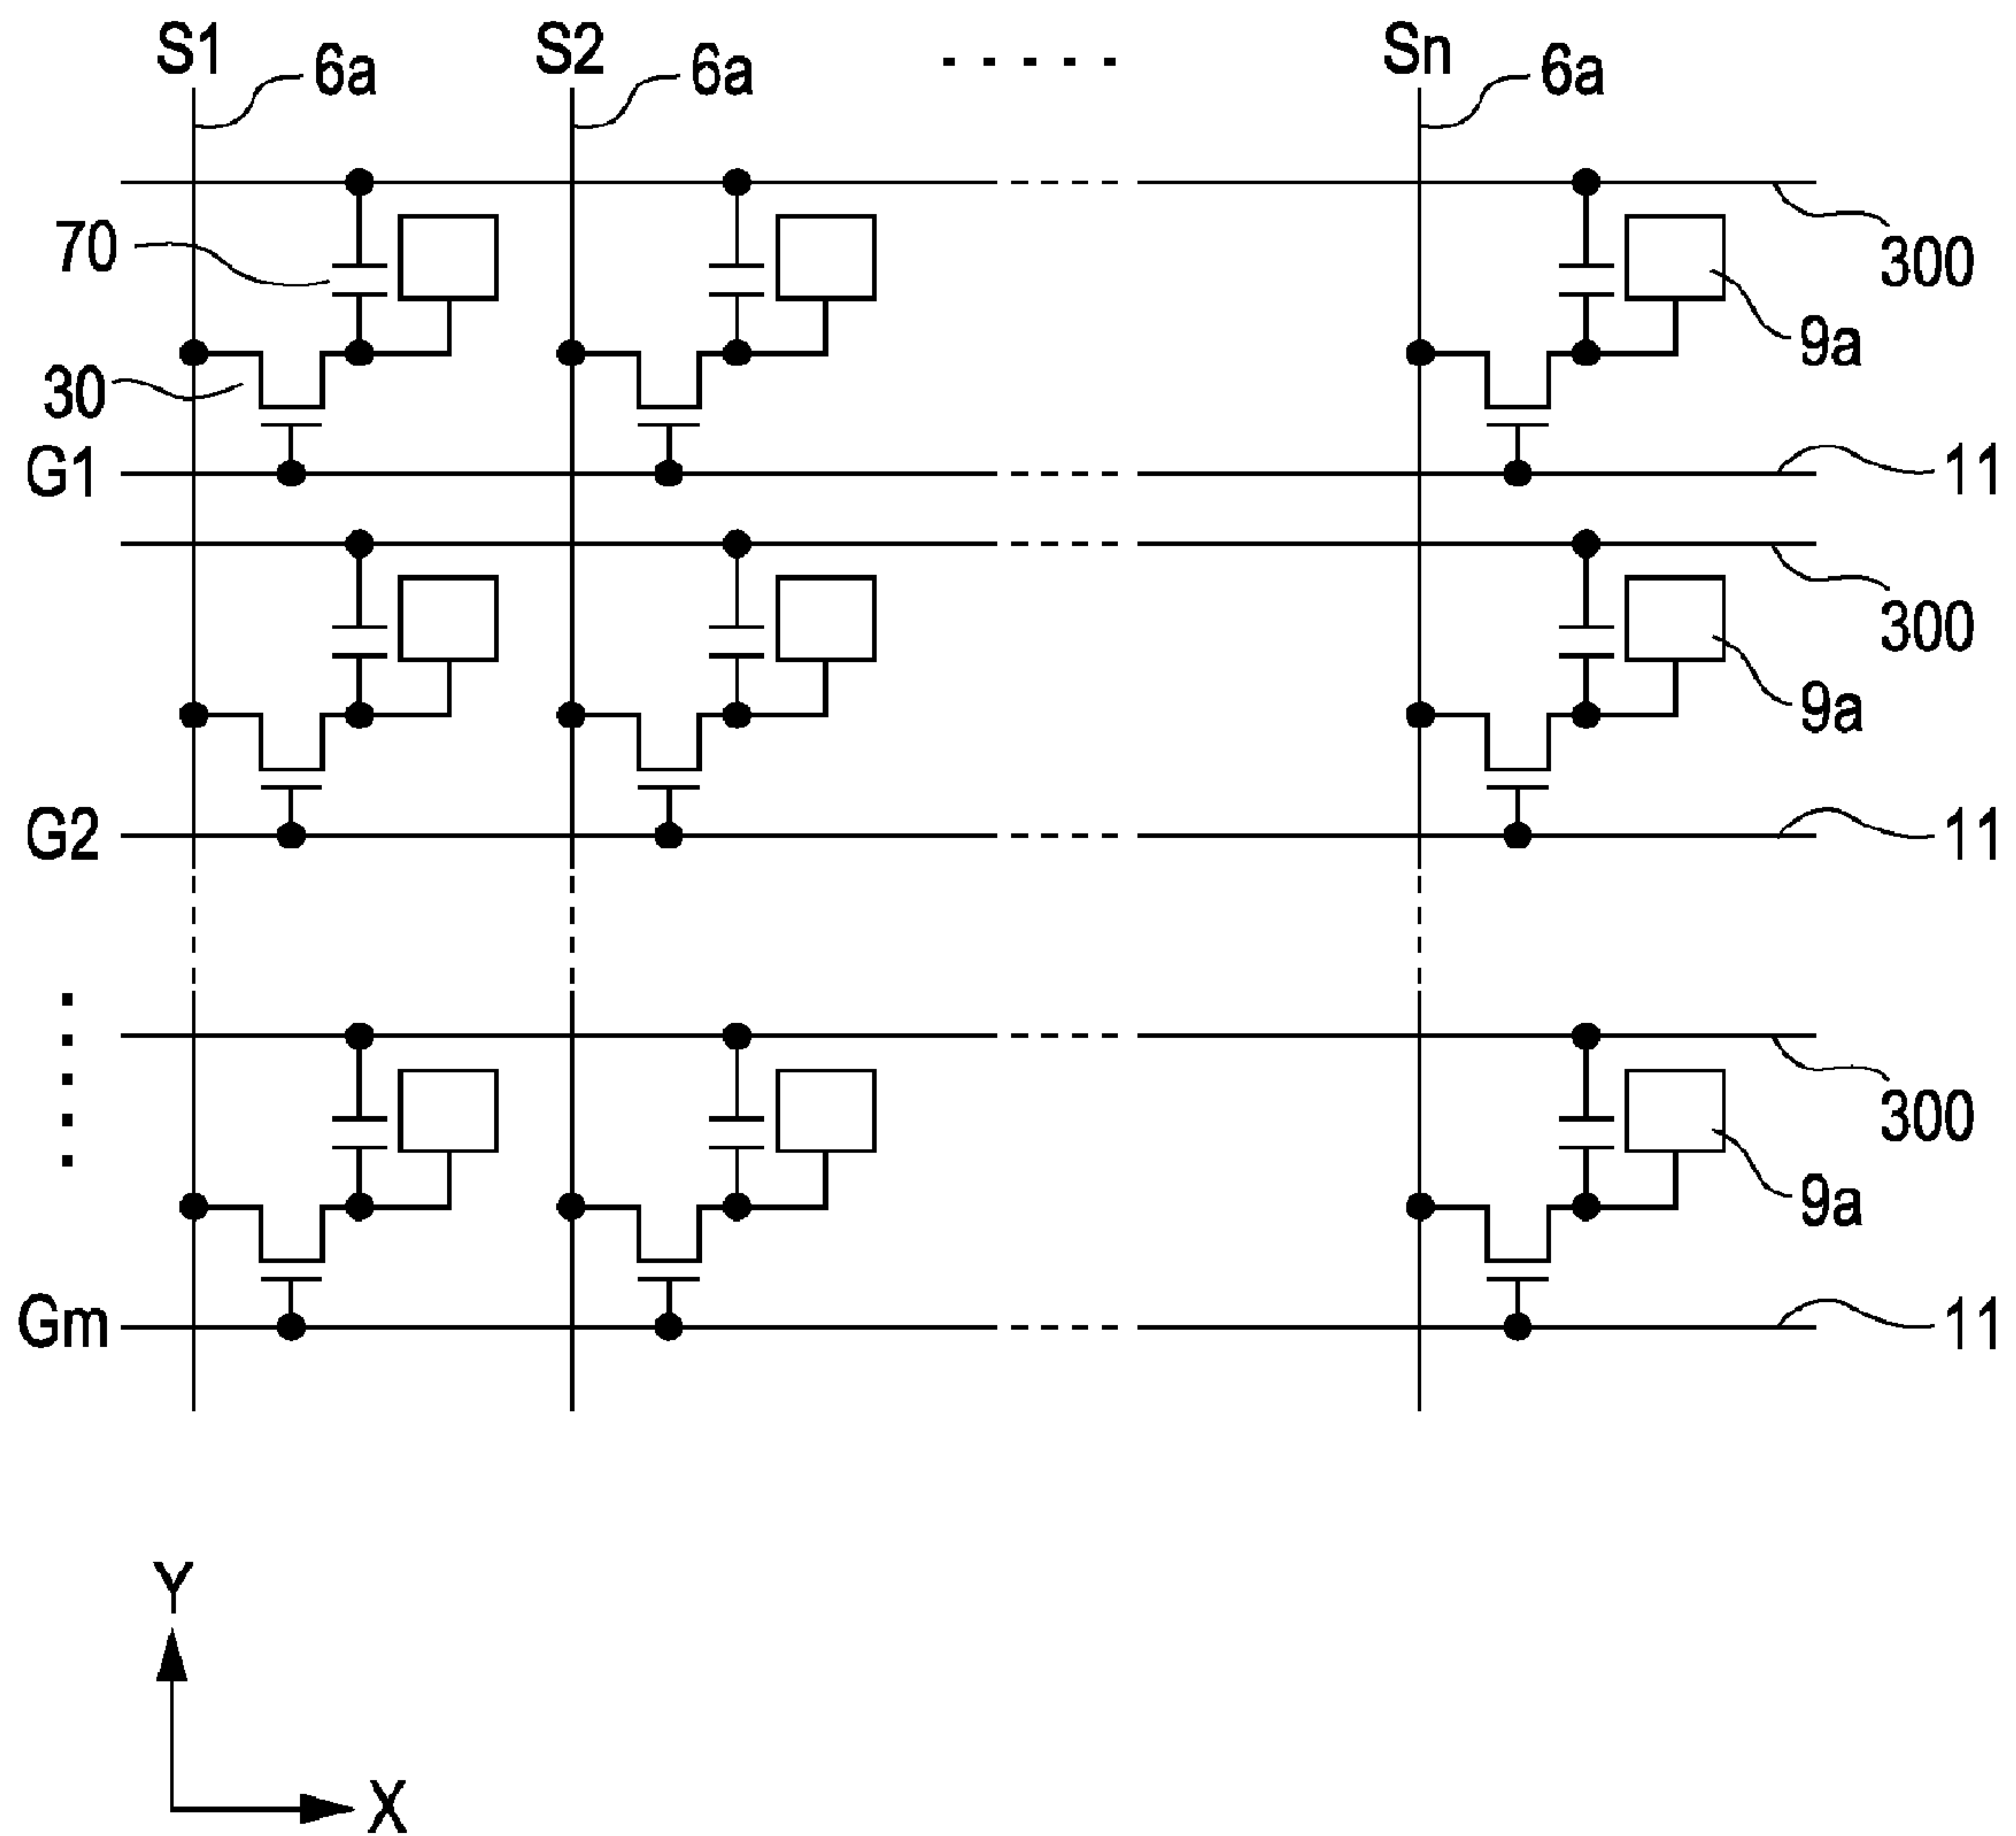 S1 6a S2 6a ..... Sn 6a
70 300
9a
30
G1 11
300
9a
G2 11
300
9a
Gm 11
Y
X